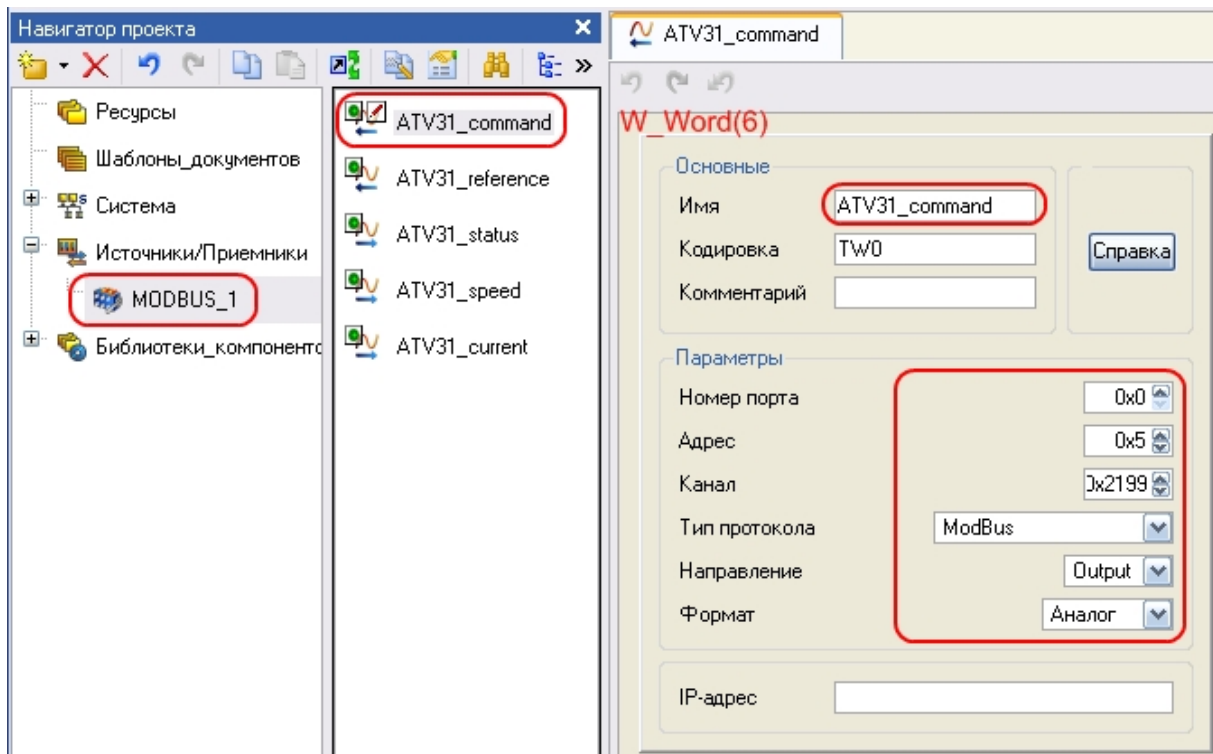 Навигатор проекта
Ресурсы
Шаблоны_документов
Система
Источники/Приемники
MODBUS_1
Библиотеки_компоненто
ATV31_command
ATV31_reference
ATV31_status
ATV31_speed
ATV31_current
ATV31_command
W_Word(6)
Основные
Имя ATV31_command
Кодировка TW0
Справка
Комментарий
Параметры
Номер порта 0x0
Адрес 0x5
Канал 0x2199
Тип протокола ModBus
Направление Output
Формат Аналог
IP-адрес